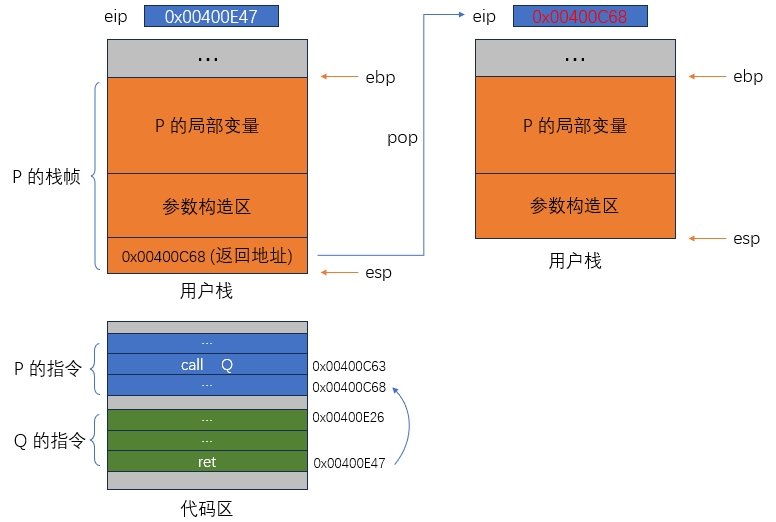 eip 0x00400E47
eip 0x00400C68
...
ebp
P 的局部变量
P 的栈帧
参数构造区
0x00400C68 (返回地址)
esp
用户栈
pop
...
ebp
P 的局部变量
参数构造区
esp
用户栈
P 的指令
...
call Q 0x00400C63
... 0x00400C68
Q 的指令
... 0x00400E26
...
ret 0x00400E47
代码区